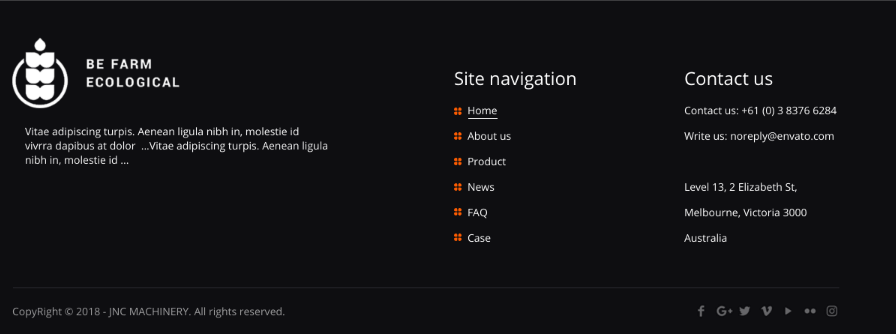 BE FARM
ECOLOGICAL
Vitae adipiscing turpis. Aenean ligula nibh in, molestie id
vivrra dapibus at dolor ...Vitae adipiscing turpis. Aenean ligula
nibh in, molestie id ...
Site navigation
Home
About us
Product
News
FAQ
Case
Contact us
Contact us: +61 (0) 3 8376 6284
Write us: noreply@envato.com
Level 13, 2 Elizabeth St,
Melbourne, Victoria 3000
Australia
CopyRight © 2018 - JNC MACHINERY. All rights reserved.